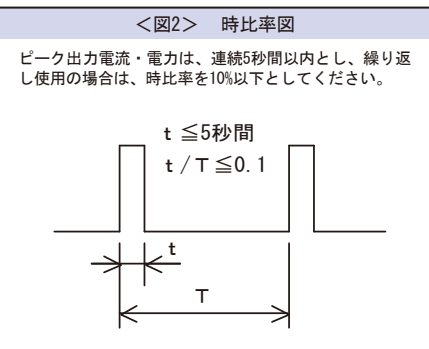 ＜図2＞　時比率図
ピーク出力電流・電力は、連続5秒間以内とし、繰り返
し使用の場合は、時比率を10%以下としてください。
t ≦5秒間
t /T≦0.1
t
T